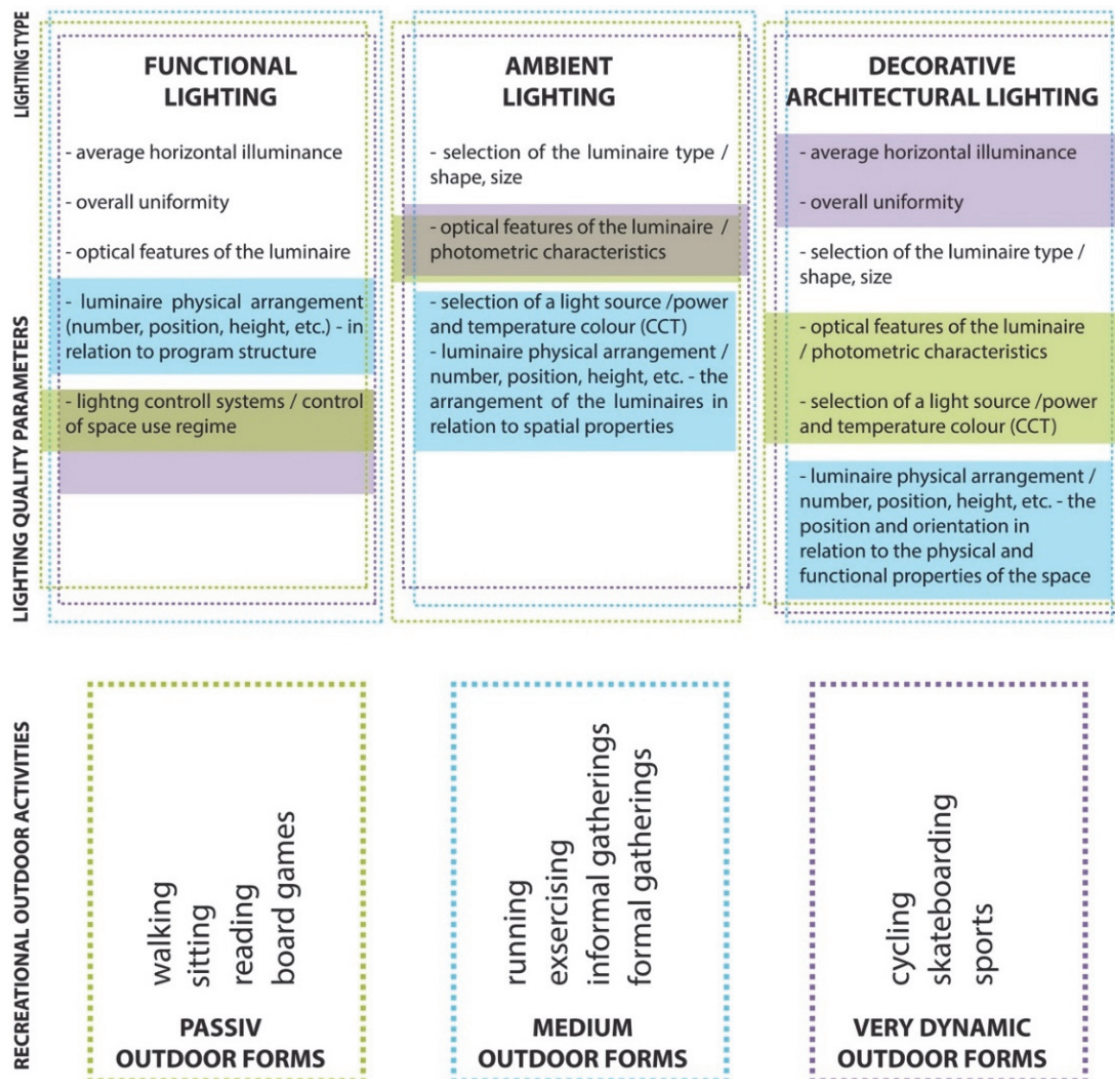 LIGHTING TYPE
FUNCTIONAL
LIGHTING
- average horizontal illuminance
- overall uniformity
- optical features of the luminaire
- luminaire physical arrangement
(number, position, height, etc.) - in
relation to program structure
- lightng controll systems / control
of space use regime
AMBIENT
LIGHTING
- selection of the luminaire type /
shape, size
- optical features of the luminaire /
photometric characteristics
- selection of a light source /power
and temperature colour (CCT)
- luminaire physical arrangement /
number, position, height, etc. - the
arrangement of the luminaires in
relation to spatial properties
DECORATIVE
ARCHITECTURAL LIGHTING
- average horizontal illuminance
- overall uniformity
- selection of the luminaire type /
shape, size
- optical features of the luminaire
/ photometric characteristics
- selection of a light source /power
and temperature colour (CCT)
- luminaire physical arrangement /
number, position, height, etc. - the
position and orientation in
relation to the physical and
functional properties of the space
LIGHTING QUALITY PARAMETERS
RECREATIONAL OUTDOOR ACTIVITIES
walking
sitting
reading
board games
PASSIV
OUTDOOR FORMS
running
exsercising
informal gatherings
formal gatherings
MEDIUM
OUTDOOR FORMS
cycling
skateboarding
sports
VERY DYNAMIC
OUTDOOR FORMS